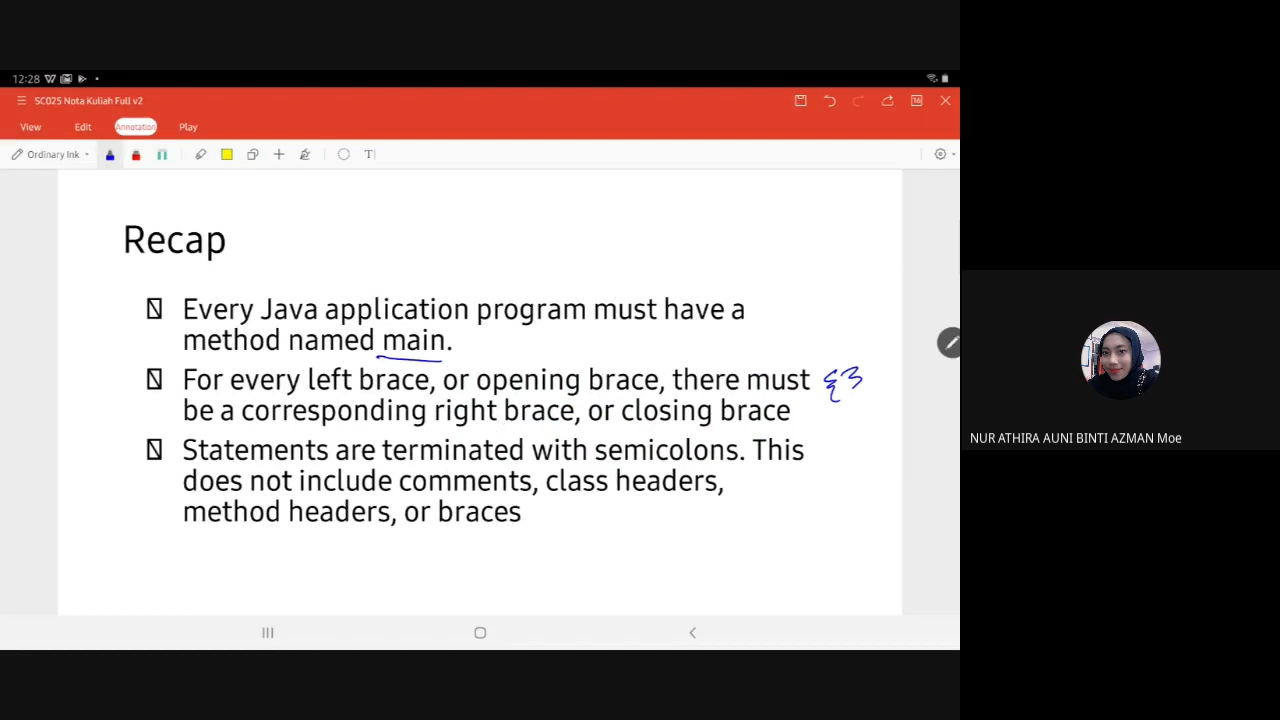 12:28
SC025 Nota Kuliah Full v2
16
View Edit Annotation Play
Ordinary Ink
T
Recap
Every Java application program must have a
method named main.
For every left brace, or opening brace, there must {}
be a corresponding right brace, or closing brace
Statements are terminated with semicolons. This
does not include comments, class headers,
method headers, or braces
NUR ATHIRA AUNI BINTI AZMAN Moe